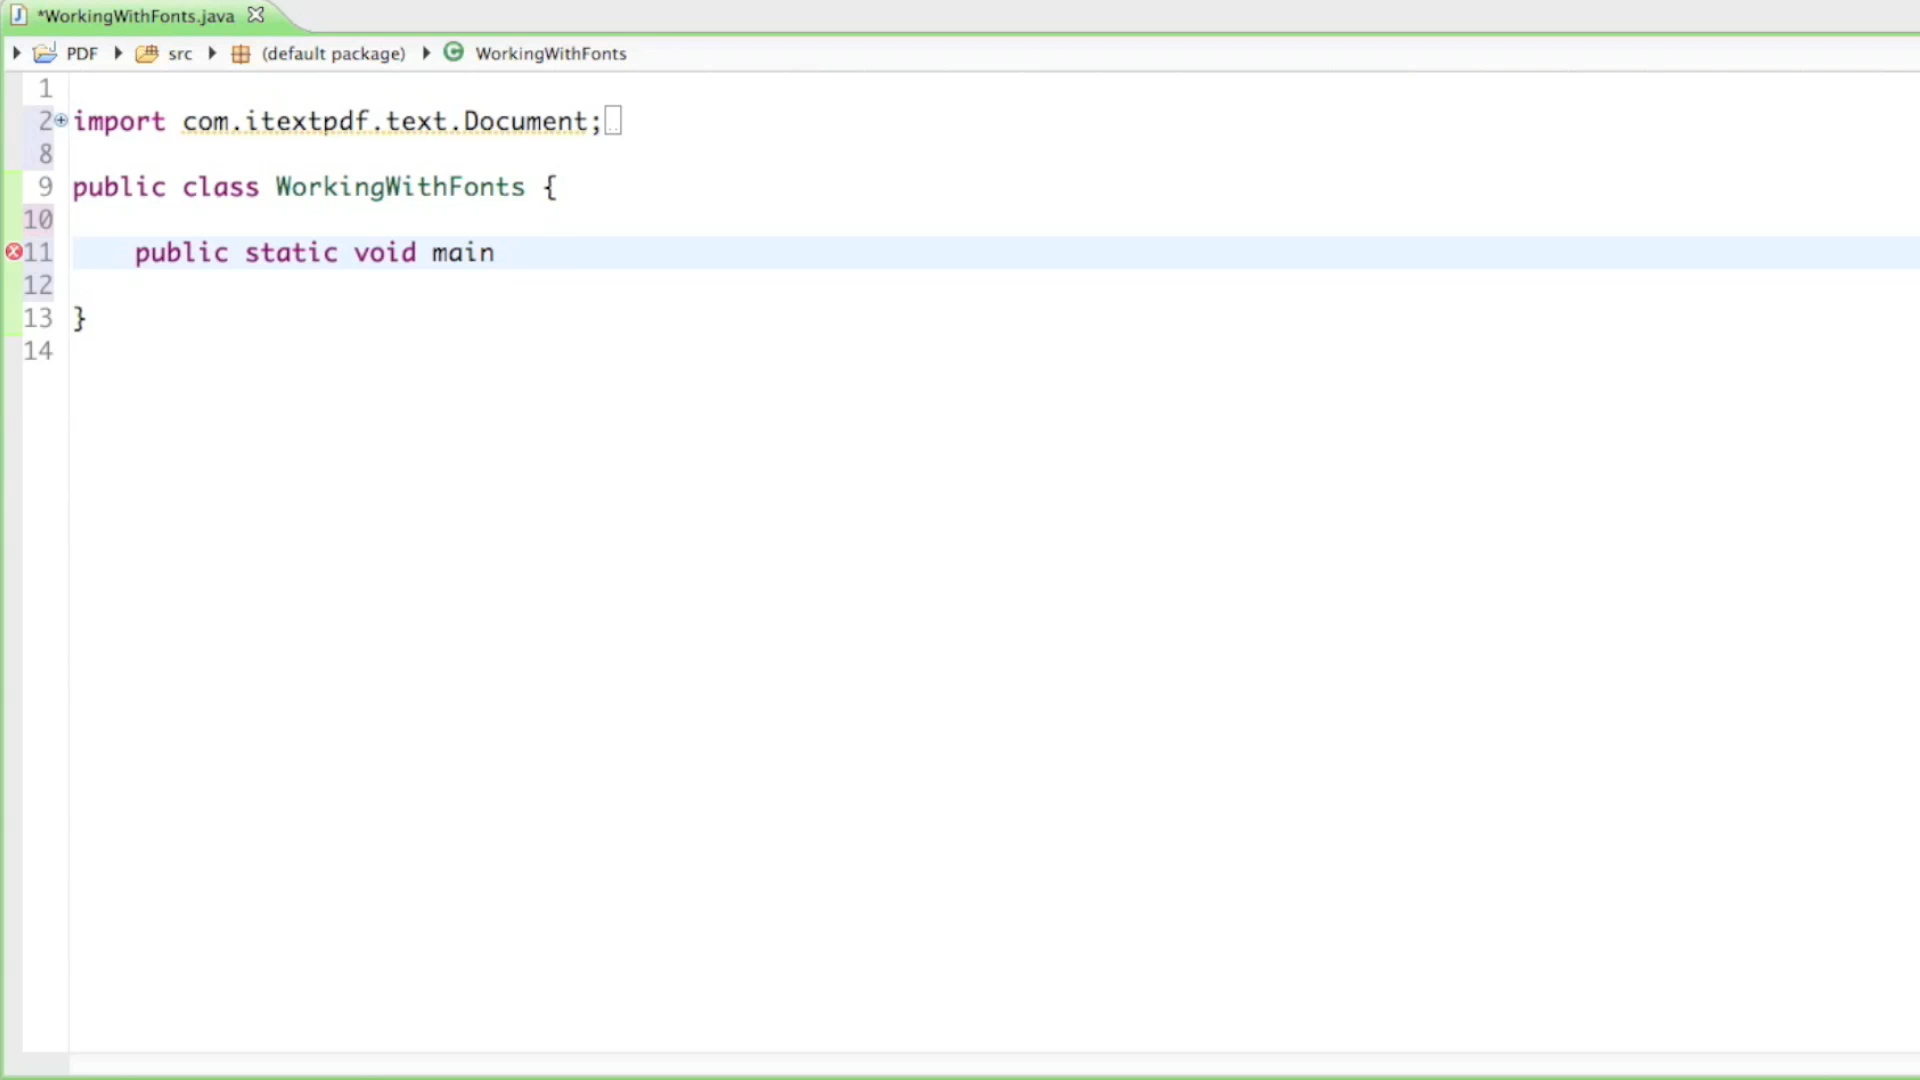 *WorkingWithFonts.java
PDF src (default package) WorkingWithFonts
1
2 import com.itextpdf.text.Document;
8
9 public class WorkingWithFonts {
10
11 public static void main
12
13 }
14